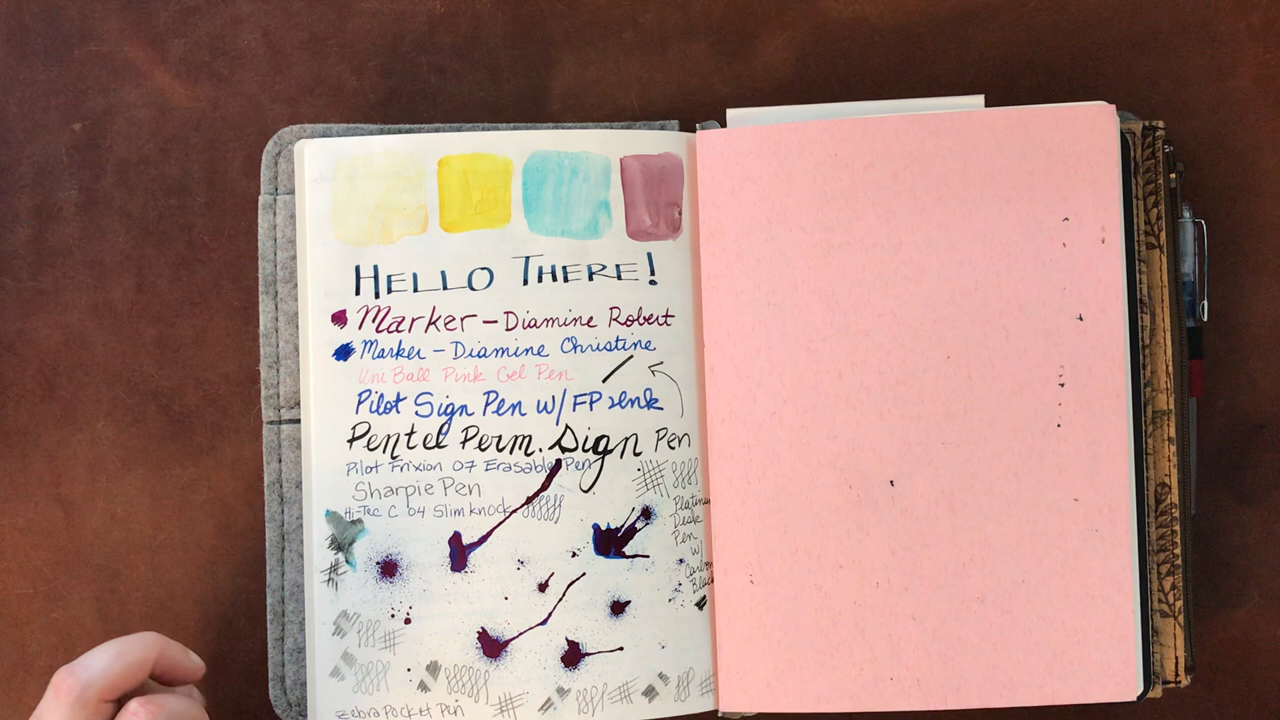 HELLO THERE!
Marker – Diamine Robert
Marker – Diamine Christine
Uni Ball Pink Gel Pen
Pilot Sign Pen w/ FP Ink
Pentel Perm. Sign Pen
Pilot Frixion 07 Erasable Pen
Sharpie Pen
Hi-Tec C 04 Slim knock
Platinum
Desk
Pen
w/
Carbon
Black
Zebra Pocket Pen